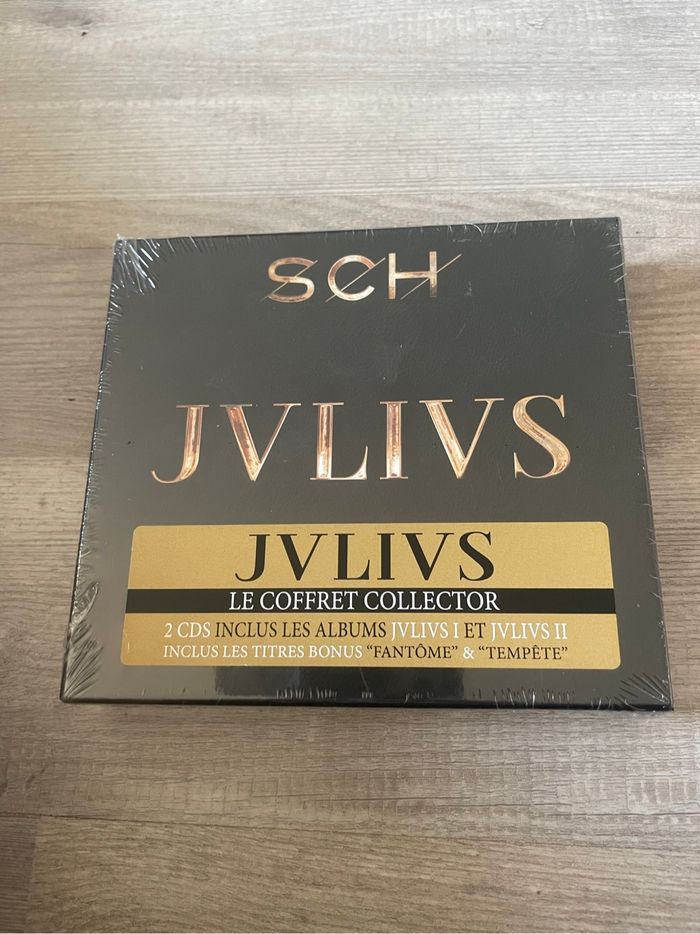 SCH
JVLIVS
JVLIVS
LE COFFRET COLLECTOR
2 CDS INCLUS LES ALBUMS JVLIVS I ET JVLIVS II
INCLUS LES TITRES BONUS “FANTÔME” & “TEMPÊTE”